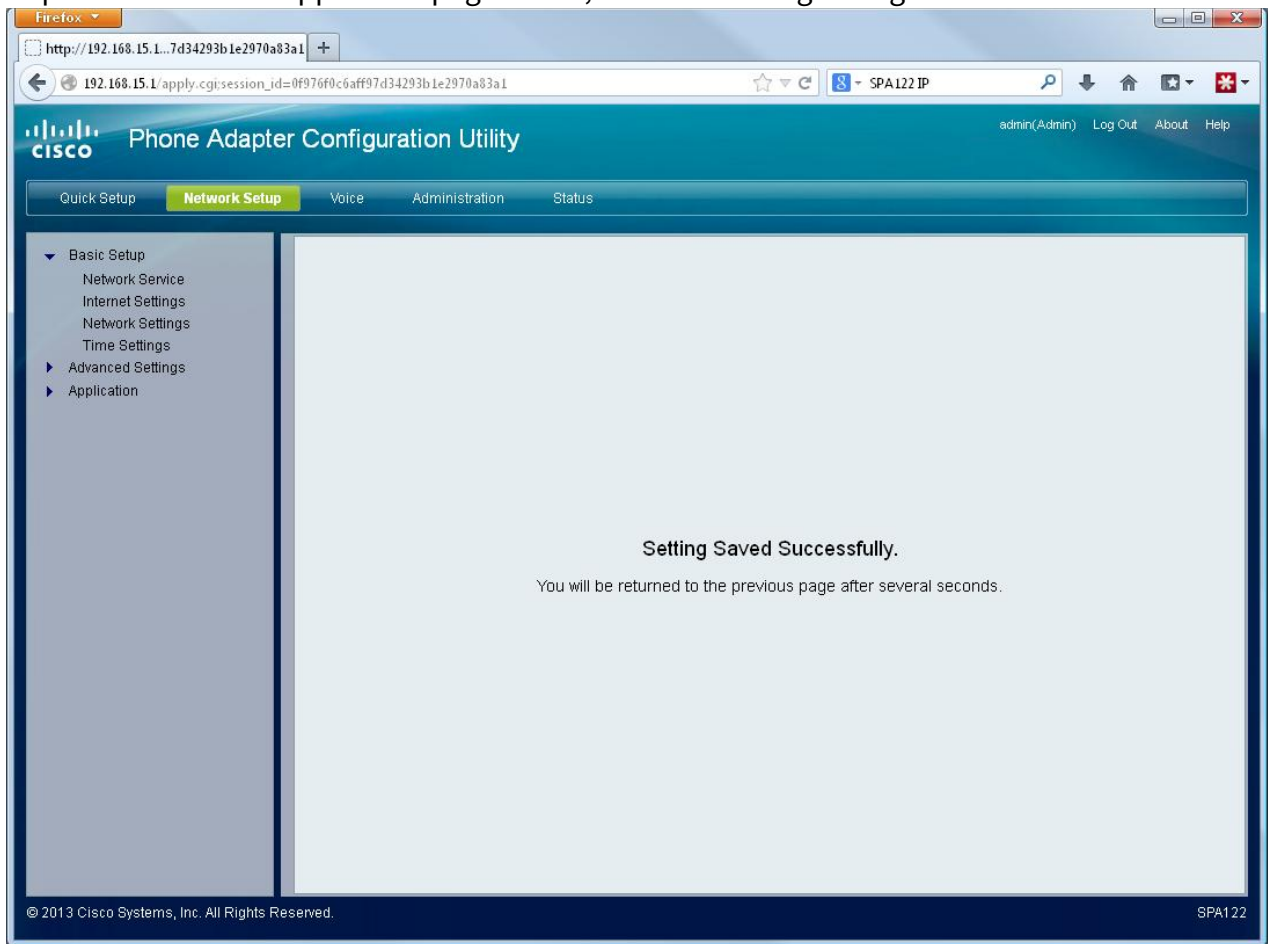 Firefox
http://192.168.15.1...7d34293b1e2970a83a1 +
192.168.15.1/apply.cgi;session_id=0f976f0c6aff97d34293b1e2970a83a1
8 SPA122 IP
CISCO Phone Adapter Configuration Utility
admin(Admin) Log Out About Help
Quick Setup Network Setup Voice Administration Status
Basic Setup
Network Service
Internet Settings
Network Settings
Time Settings
Advanced Settings
Application
Setting Saved Successfully.
You will be returned to the previous page after several seconds.
© 2013 Cisco Systems, Inc. All Rights Reserved. SPA122